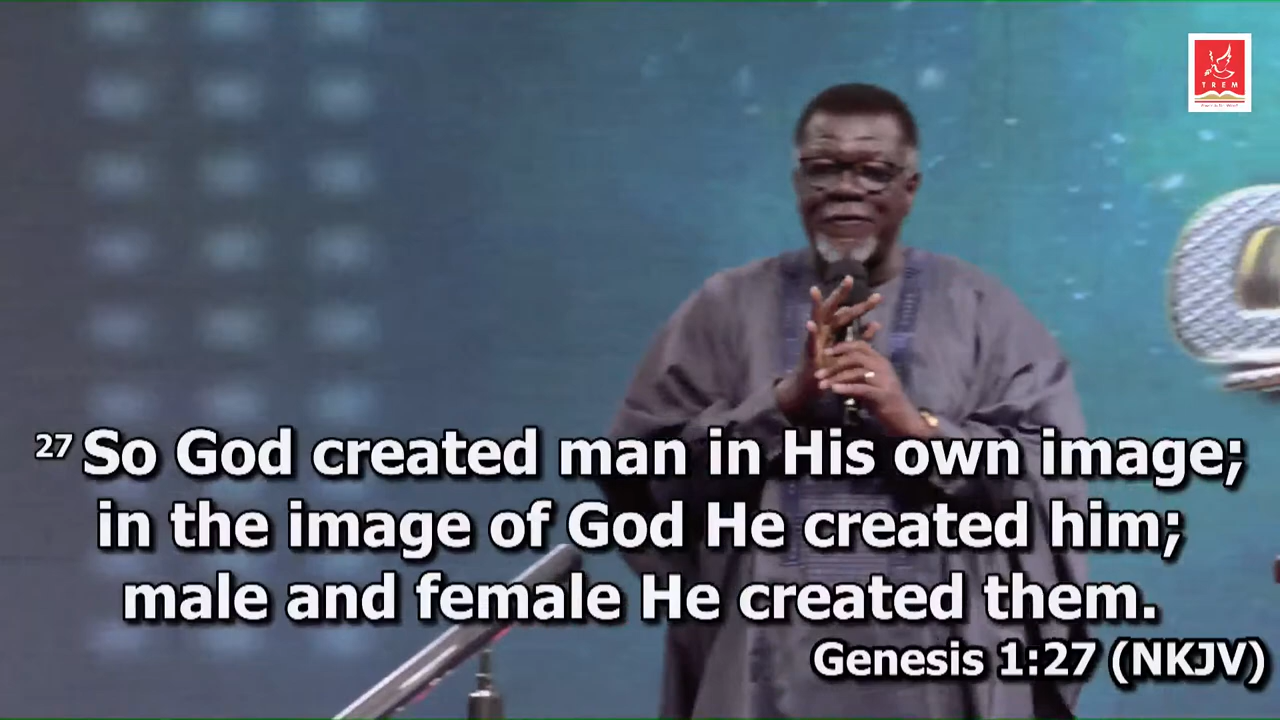 TREM
27 So God created man in His own image;
in the image of God He created him;
male and female He created them.
Genesis 1:27 (NKJV)